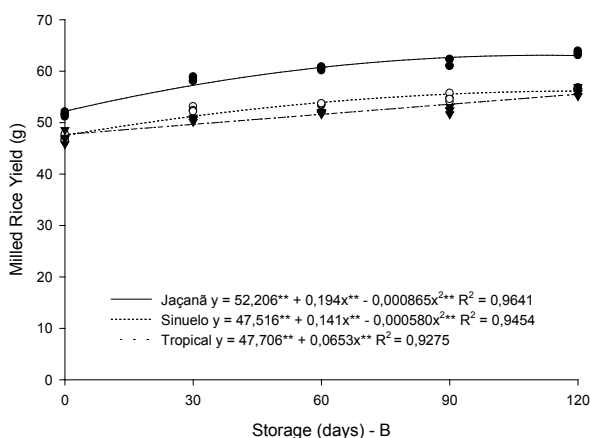 70
60
50
40
30
20
10
0
Milled Rice Yield (g)
Jaçanã y = 52,206** + 0,194x** - 0,000865x²** R² = 0,9641
Sinuelo y = 47,516** + 0,141x** - 0,000580x²** R² = 0,9454
Tropical y = 47,706** + 0,0653x** R² = 0,9275
0 30 60 90 120
Storage (days) - B